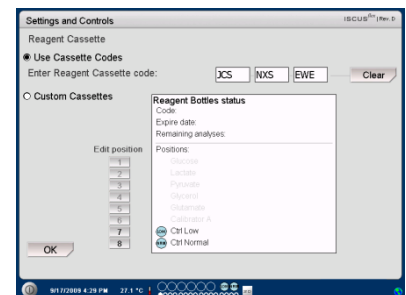 Settings and Controls
ISCUS Flex | Rev. D
Reagent Cassette
Use Cassette Codes
Enter Reagent Cassette code:
JCS NXS EWE Clear
Custom Cassettes
Reagent Bottles status
Code:
Expire date:
Remaining analyses:
Edit position
Positions:
1 Glucose
2 Lactate
3 Pyruvate
4 Glycerol
5 Glutamate
6 Calibrator A
7 Ctrl Low
8 Ctrl Normal
OK
9/17/2009 4:29 PM 27.1 °C